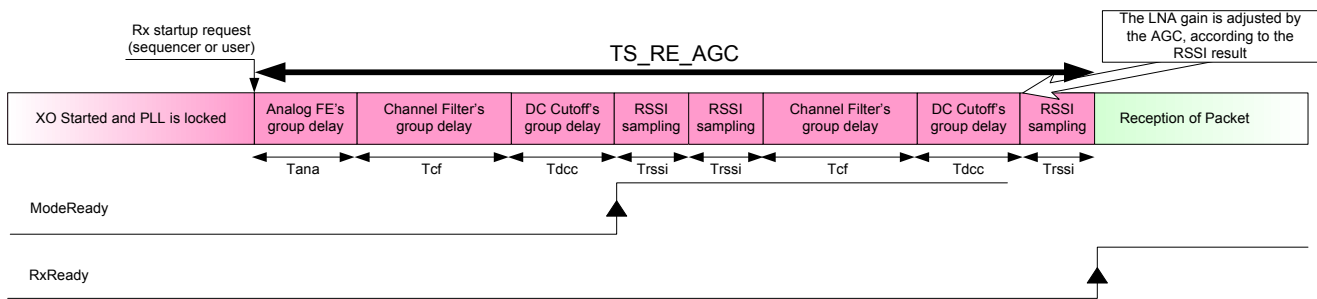 Rx startup request
(sequencer or user)
TS_RE_AGC
The LNA gain is adjusted by
the AGC, according to the
RSSI result
XO Started and PLL is locked
Analog FE's
group delay
Channel Filter's
group delay
DC Cutoff's
group delay
RSSI
sampling
RSSI
sampling
Channel Filter's
group delay
DC Cutoff's
group delay
RSSI
sampling
Reception of Packet
Tana
Tcf
Tdcc
Trssi
Trssi
Tcf
Tdcc
Trssi
ModeReady
RxReady